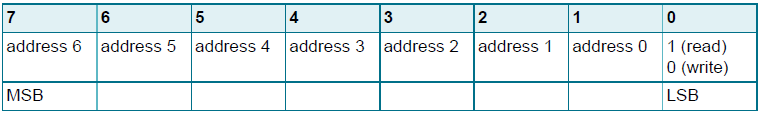 7 6 5 4 3 2 1 0
address 6 address 5 address 4 address 3 address 2 address 1 address 0 1 (read)
0 (write)
MSB LSB